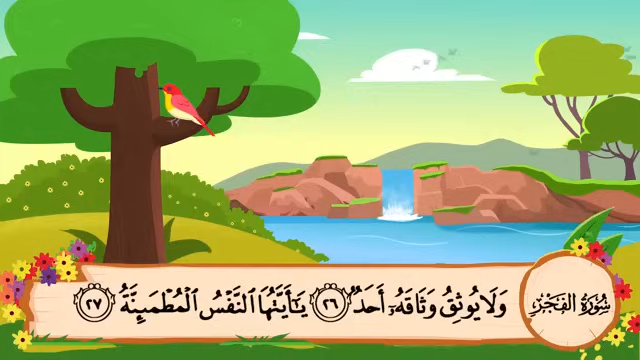 وَلَا يُوثِقُ وَثَاقَهُۥٓ أَحَدٌ ٢٦ يَٰٓأَيَّتُهَا ٱلنَّفۡسُ ٱلۡمُطۡمَئِنَّةُ ٢٧
سُورَةُ الفَجْرِ